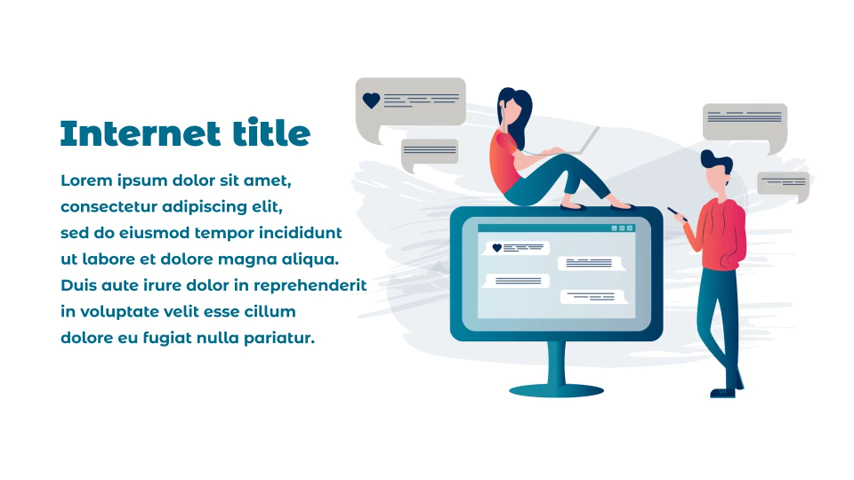 Internet title
Lorem ipsum dolor sit amet,
consectetur adipiscing elit,
sed do eiusmod tempor incididunt
ut labore et dolore magna aliqua.
Duis aute irure dolor in reprehenderit
in voluptate velit esse cillum
dolore eu fugiat nulla pariatur.